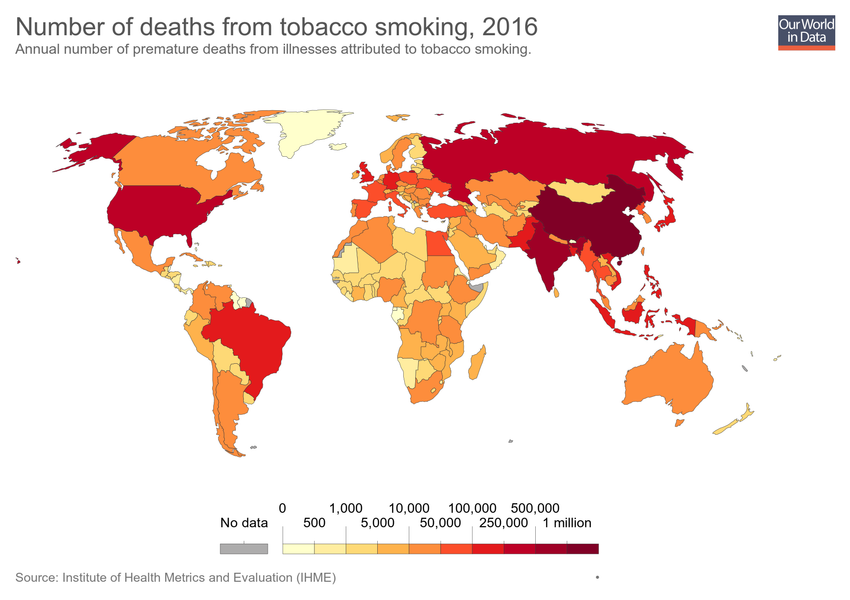 Number of deaths from tobacco smoking, 2016
Annual number of premature deaths from illnesses attributed to tobacco smoking.
Our World
in Data
0 1,000 10,000 100,000 500,000
No data 500 5,000 50,000 250,000 1 million
Source: Institute of Health Metrics and Evaluation (IHME)